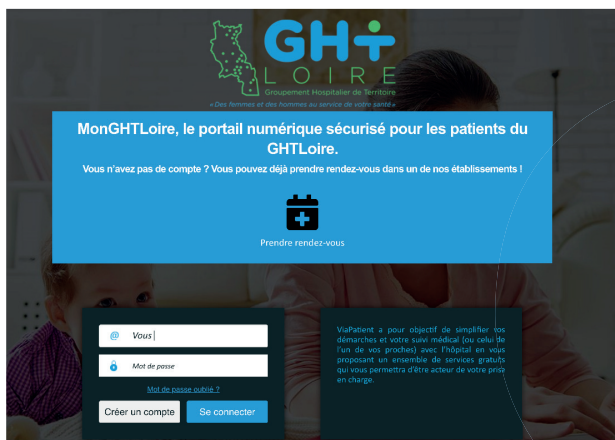 GHT
LOIRE
Groupement Hospitalier de Territoire
«Des femmes et des hommes au service de votre santé»
MonGHTLoire, le portail numérique sécurisé pour les patients du
GHTLoire.
Vous n'avez pas de compte ? Vous pouvez déjà prendre rendez-vous dans un de nos établissements !
Prendre rendez-vous
@ Vous
Mot de passe
Mot de passe oublié ?
Créer un compte Se connecter
ViaPatient a pour objectif de simplifier vos
démarches et votre suivi médical (ou celui de
l'un de vos proches) avec l'hôpital en vous
proposant un ensemble de services gratuits
qui vous permettra d'être acteur de votre prise
en charge.